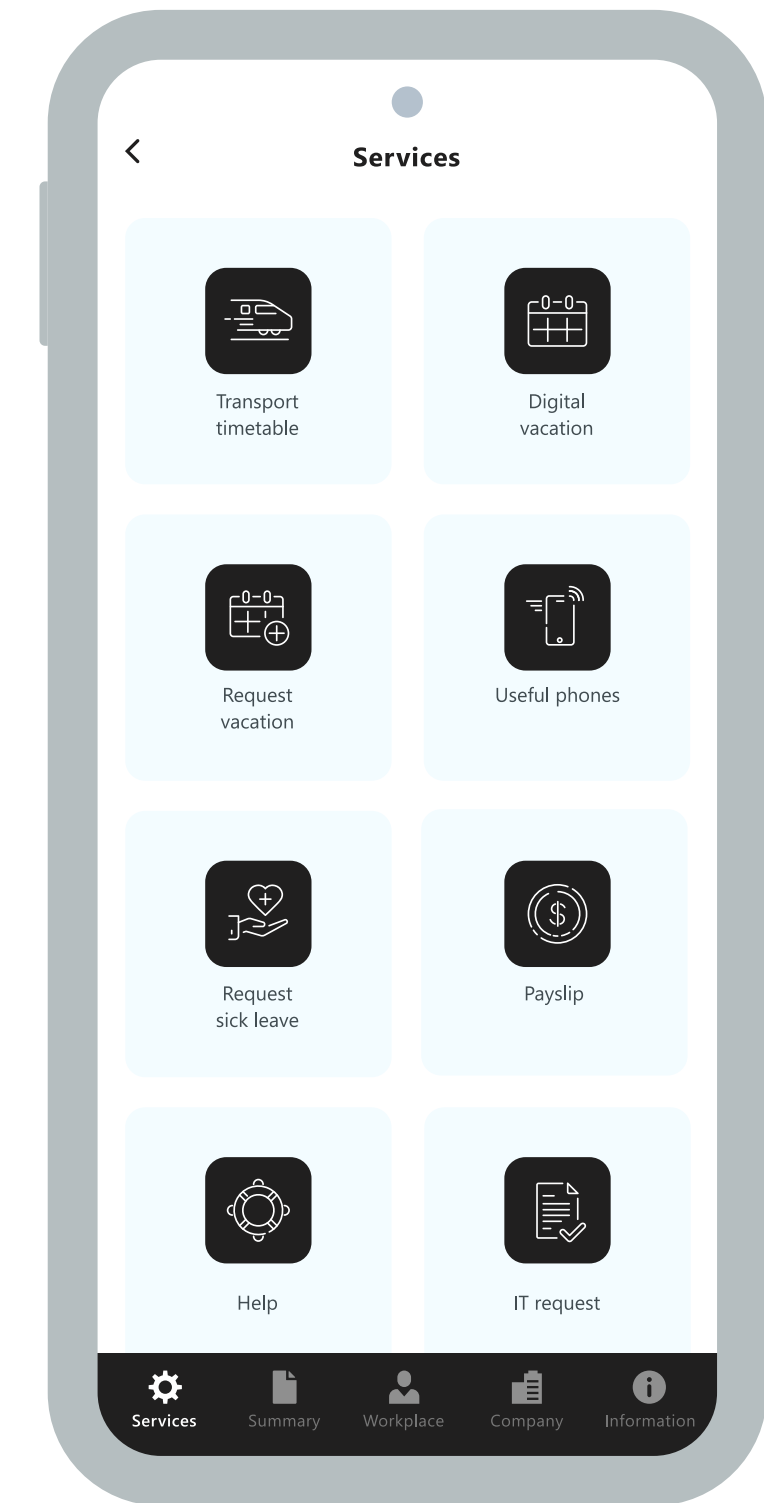 Services
Transport
timetable
Digital
vacation
Request
vacation
Useful phones
Request
sick leave
Payslip
Help
IT request
Services
Summary
Workplace
Company
Information